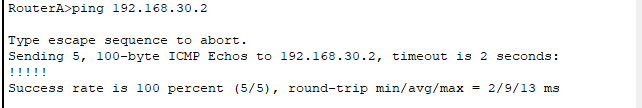 RouterA>ping 192.168.30.2
Type escape sequence to abort.
Sending 5, 100-byte ICMP Echos to 192.168.30.2, timeout is 2 seconds:
!!!!!
Success rate is 100 percent (5/5), round-trip min/avg/max = 2/9/13 ms